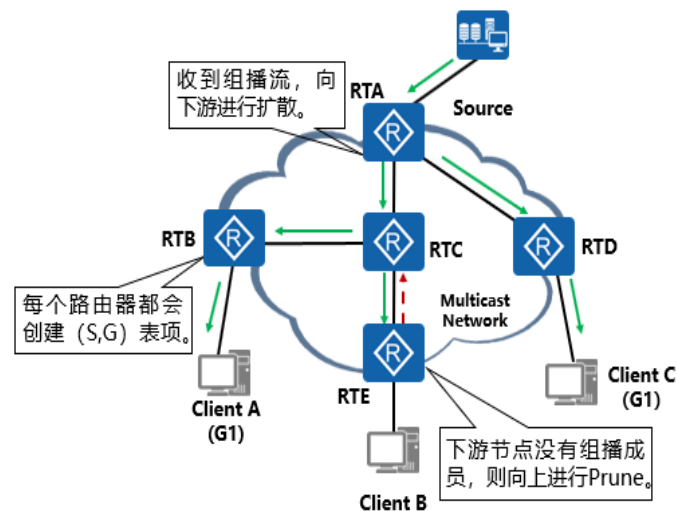 收到组播流，向
下游进行扩散。
RTA
Source
R
RTB
R
R
RTC
R
RTD
每个路由器都会
创建（S,G）表项。
Multicast
Network
R
RTE
Client A
(G1)
Client C
(G1)
下游节点没有组播成
员，则向上进行Prune。
Client B